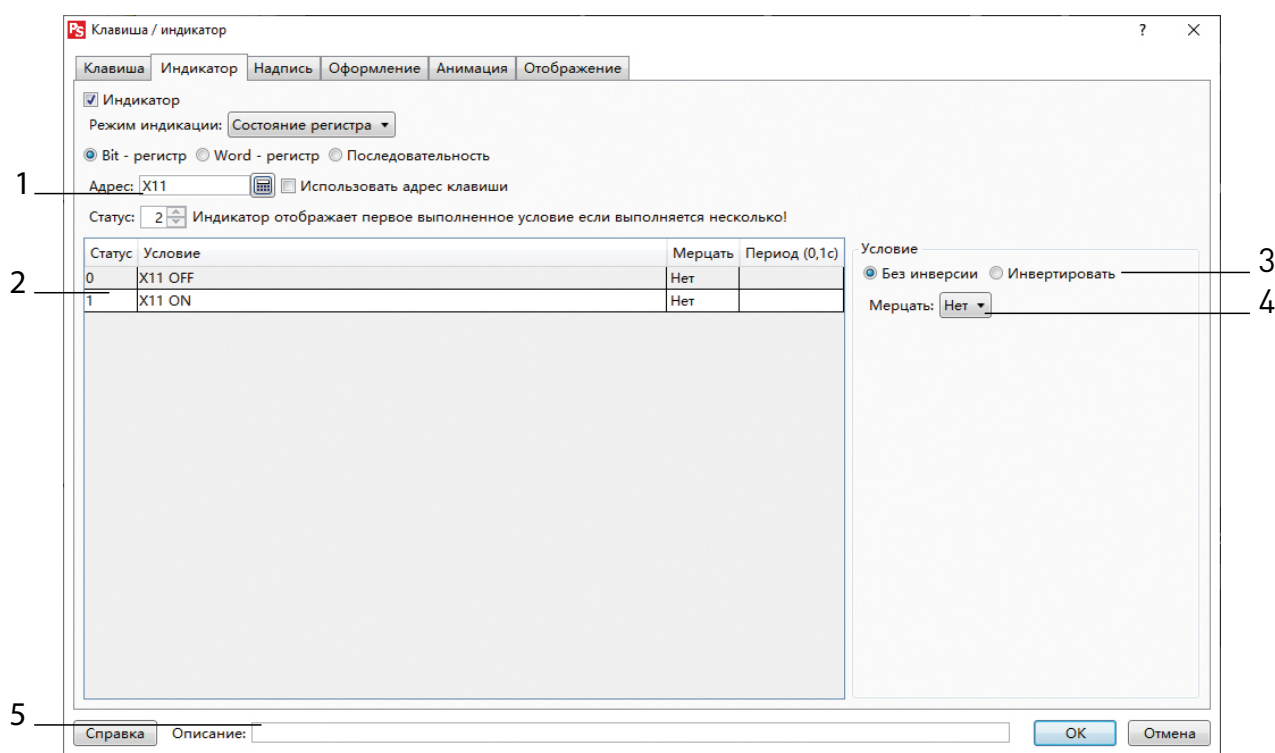 PS Клавиша / индикатор ? ×
Клавиша Индикатор Надпись Оформление Анимация Отображение
Индикатор
Режим индикации: Состояние регистра
Bit - регистр Word - регистр Последовательность
1 Адрес: X11 Использовать адрес клавиши
Статус: 2 Индикатор отображает первое выполненное условие если выполняется несколько!
Статус Условие Мерцать Период (0,1с)
0 X11 OFF Нет
1 X11 ON Нет
2
Условие
Без инверсии Инвертировать 3
Мерцать: Нет 4
5 Справка Описание: OK Отмена